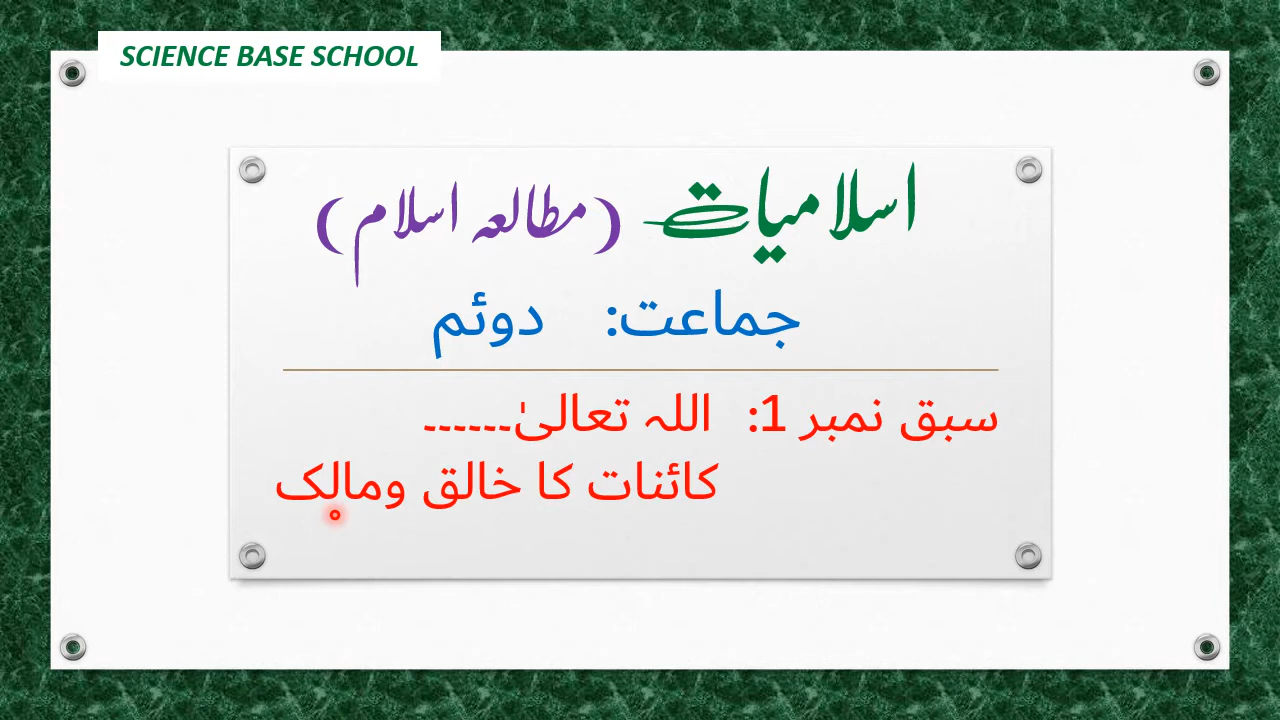 SCIENCE BASE SCHOOL
اسلامیات (مطالعہ اسلام)
جماعت: دوئم
سبق نمبر 1: اللہ تعالیٰ------
کائنات کا خالق ومالک